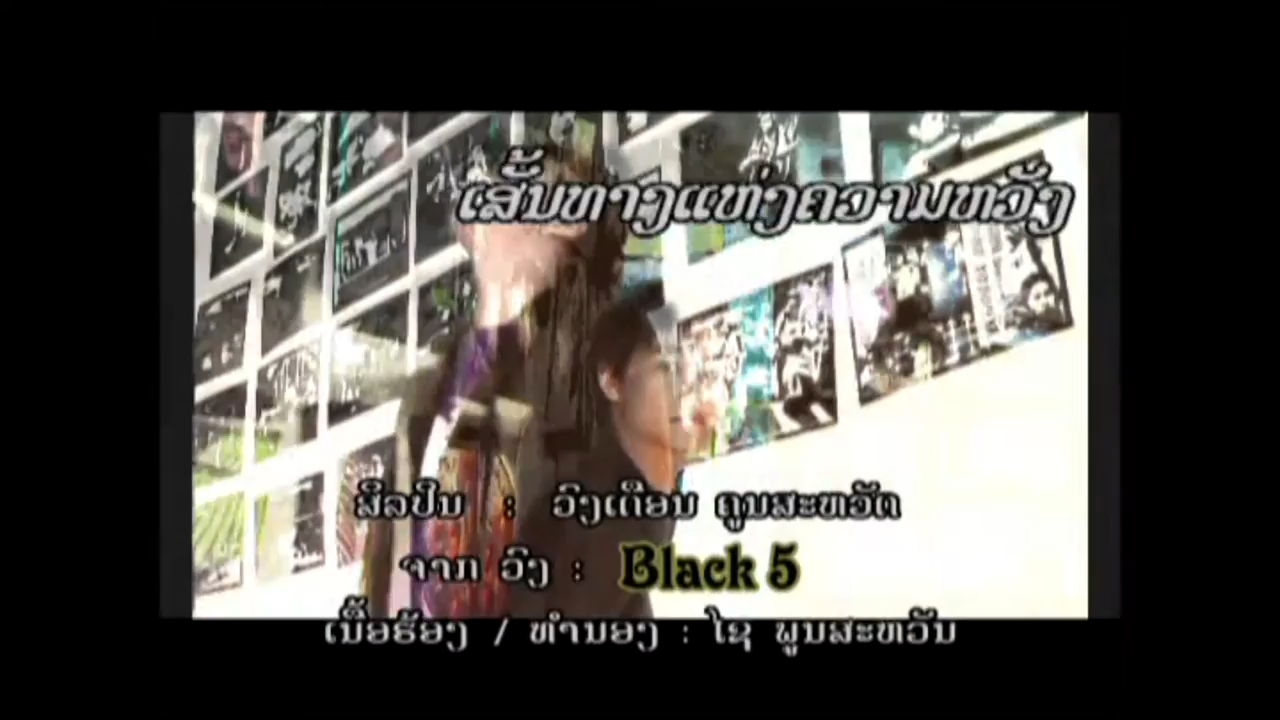 ເສັ້ນທາງແຫ່ງຄວາມຫວັງ
ສິລປິນ : ວົງເດືອນ ຄູນສະຫວັດ
ຈາກ ວົງ : Black 5
ເນື້ອຮ້ອງ / ທຳນອງ : ໂຊ ພູນສະຫວັນ